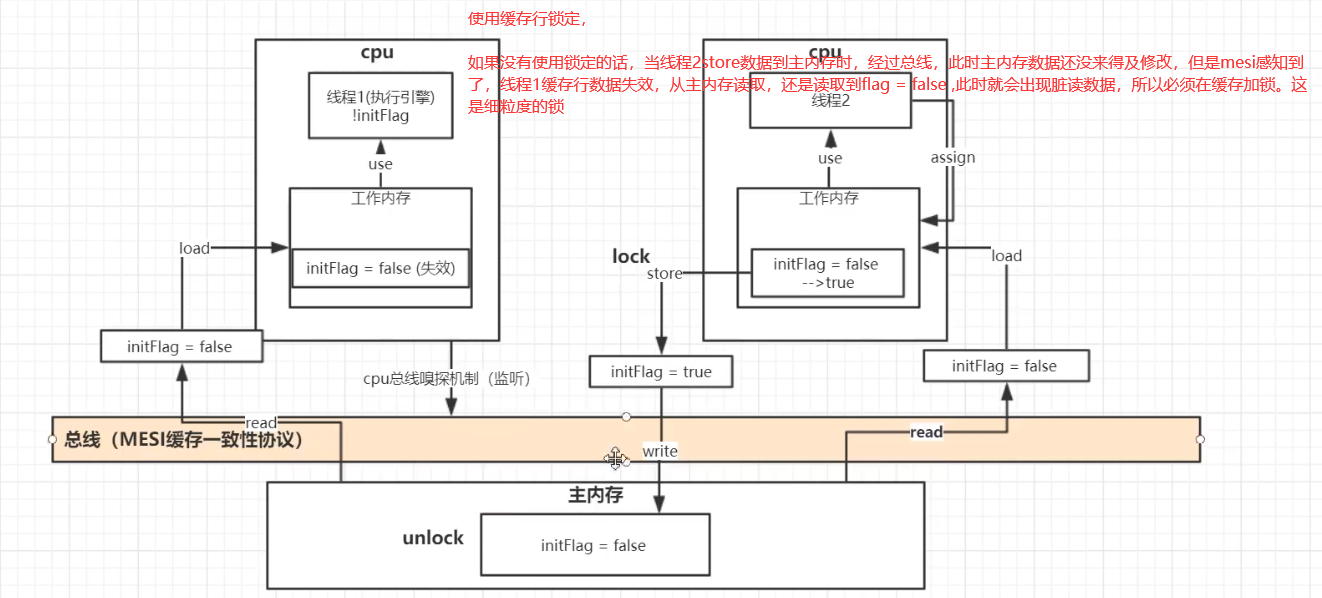 使用缓存行锁定，
如果没有使用锁定的话，当线程2store数据到主内存时，经过总线，此时主内存数据还没来得及修改，但是mesi感知到
了，线程1缓存行数据失效，从主内存读取，还是读取到flag = false ,此时就会出现脏读数据，所以必须在缓存加锁。这
是细粒度的锁
cpu
cpu
线程1(执行引擎)
!initFlag
线程2
use
use
assign
工作内存
工作内存
load
initFlag = false (失效)
lock
store
initFlag = false
-->true
load
initFlag = false
cpu总线嗅探机制（监听）
initFlag = true
initFlag = false
read
总线（MESI缓存一致性协议）
write
read
主内存
unlock
initFlag = false